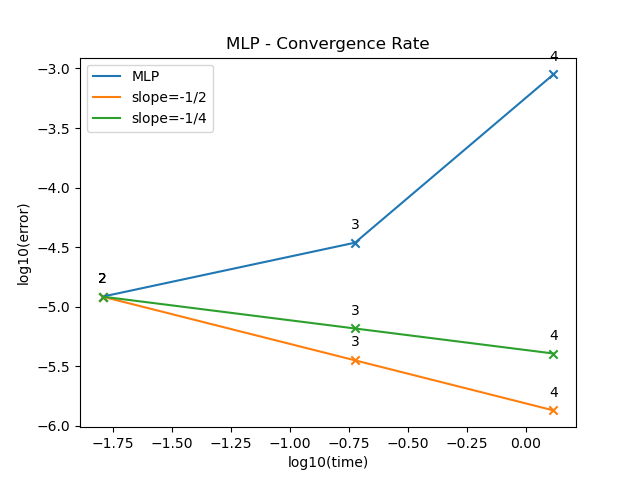 MLP - Convergence Rate
MLP
slope=-1/2
slope=-1/4
4
3
2
3
3
4
4
−3.0
−3.5
−4.0
−4.5
−5.0
−5.5
−6.0
log10(error)
−1.75 −1.50 −1.25 −1.00 −0.75 −0.50 −0.25 0.00
log10(time)